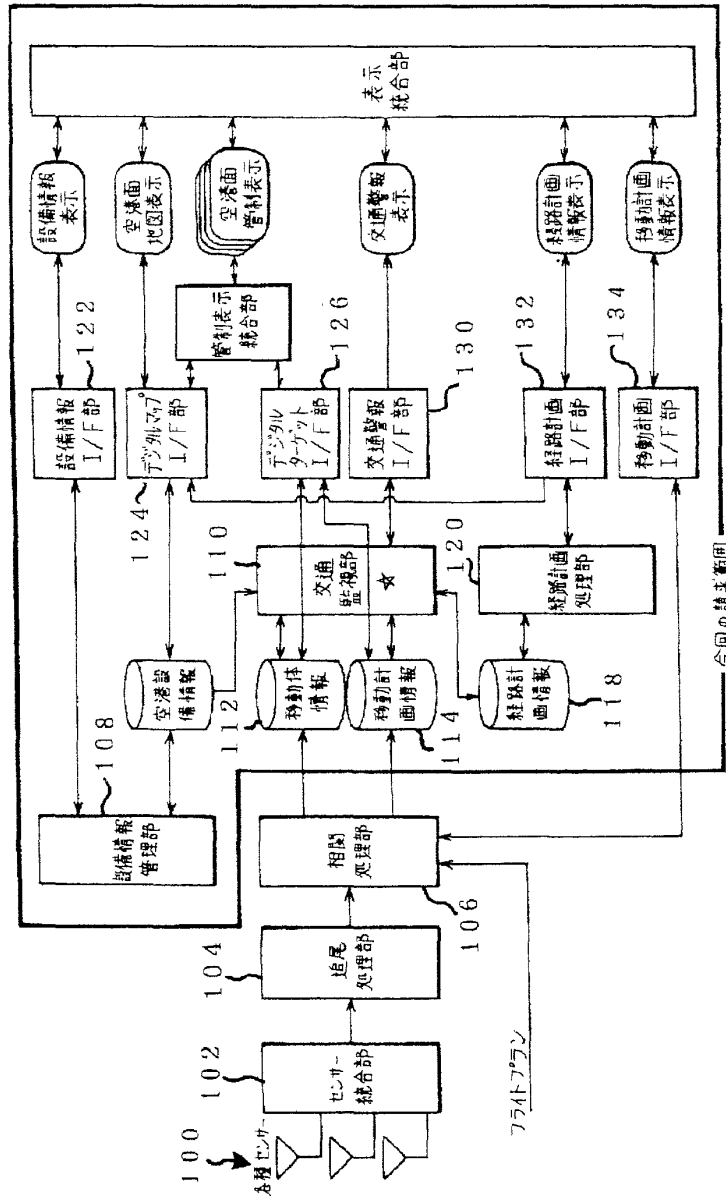 100
各種センサー
102
センサー
統合部
104
追尾
処理部
106
相関
処理部
フライトプラン
108
設備情報
管理部
空港設
備情報
112
移動体
情報
移動計
画情報
114
110
交通
監視部
☆
経路計
画情報
118
120
経路計画
処理部
設備情報
I/F部
122
124
デジタルマップ
I/F部
管制表示
統合部
デジタル
ターゲット
I/F部
126
交通警報
I/F部
130
経路計画
I/F部
132
移動計画
I/F部
134
設備情報
表示
空港面
地図表示
空港面
管制表示
交通警報
表示
経路計画
情報表示
移動計画
情報表示
表示
統合部
今回の請求範囲